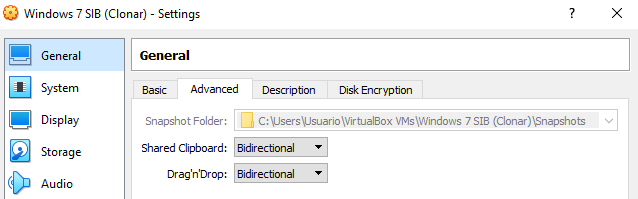 Windows 7 SIB (Clonar) - Settings ? ×
General
General
System
Basic Advanced Description Disk Encryption
Display
Snapshot Folder: C:\Users\Usuario\VirtualBox VMs\Windows 7 SIB (Clonar)\Snapshots
Shared Clipboard: Bidirectional
Storage
Drag'n'Drop: Bidirectional
Audio